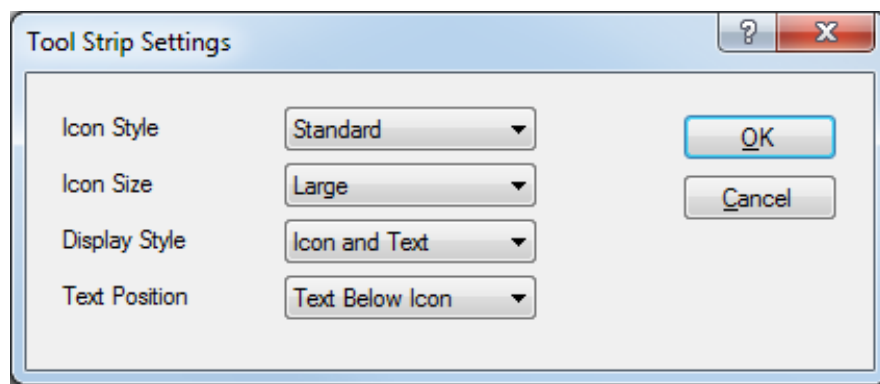 Tool Strip Settings
?
Icon Style Standard
OK
Icon Size Large
Cancel
Display Style Icon and Text
Text Position Text Below Icon